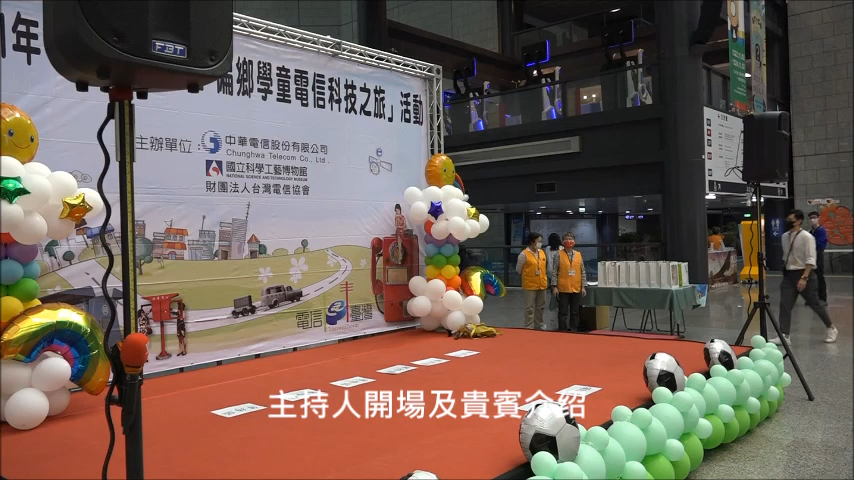 年
偏鄉學童電信科技之旅」活動
FBT
主辦單位：中華電信股份有限公司
Chunghwa Telecom Co., Ltd.
國立科學工藝博物館
NATIONAL SCIENCE AND TECHNOLOGY MUSEUM
財團法人台灣電信協會
電信e臺灣
主持人開場及貴賓介紹